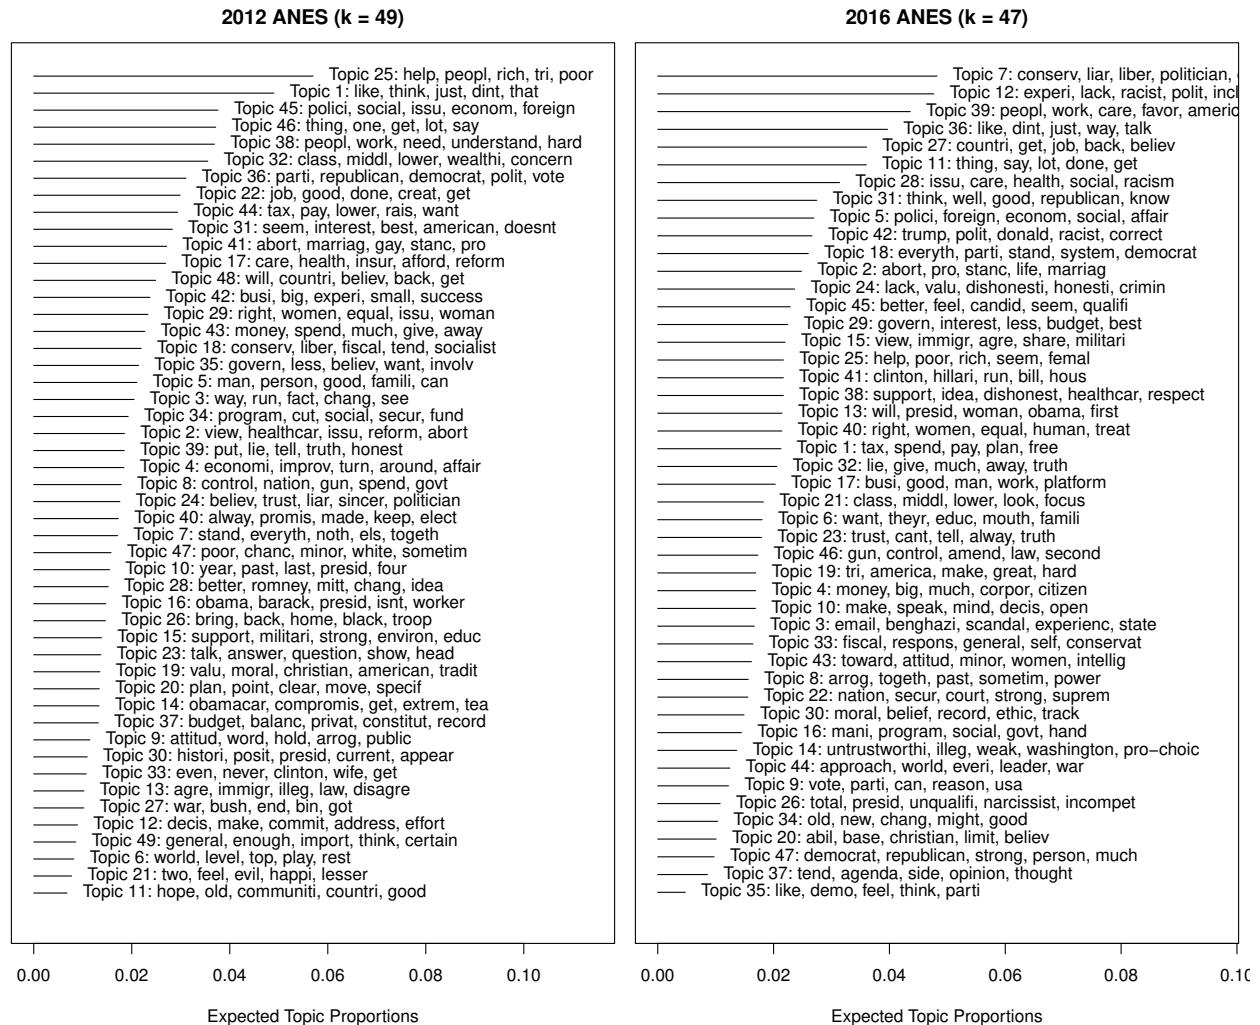 2012 ANES (k = 49)
Topic 25: help, peopl, rich, tri, poor
Topic 1: like, think, just, dint, that
Topic 45: polici, social, issu, econom, foreign
Topic 46: thing, one, get, lot, say
Topic 38: peopl, work, need, understand, hard
Topic 32: class, middl, lower, wealthi, concern
Topic 36: parti, republican, democrat, polit, vote
Topic 22: job, good, done, creat, get
Topic 44: tax, pay, lower, rais, want
Topic 31: seem, interest, best, american, doesnt
Topic 41: abort, marriag, gay, stanc, pro
Topic 17: care, health, insur, afford, reform
Topic 48: will, countri, believ, back, get
Topic 42: busi, big, experi, small, success
Topic 29: right, women, equal, issu, woman
Topic 43: money, spend, much, give, away
Topic 18: conserv, liber, fiscal, tend, socialist
Topic 35: govern, less, believ, want, involv
Topic 5: man, person, good, famili, can
Topic 3: way, run, fact, chang, see
Topic 34: program, cut, social, secur, fund
Topic 2: view, healthcar, issu, reform, abort
Topic 39: put, lie, tell, truth, honest
Topic 4: economi, improv, turn, around, affair
Topic 8: control, nation, gun, spend, govt
Topic 24: believ, trust, liar, sincer, politician
Topic 40: alway, promis, made, keep, elect
Topic 7: stand, everyth, noth, els, togeth
Topic 47: poor, chanc, minor, white, sometim
Topic 10: year, past, last, presid, four
Topic 28: better, romney, mitt, chang, idea
Topic 16: obama, barack, presid, isnt, worker
Topic 26: bring, back, home, black, troop
Topic 15: support, militari, strong, environ, educ
Topic 23: talk, answer, question, show, head
Topic 19: valu, moral, christian, american, tradit
Topic 20: plan, point, clear, move, specif
Topic 14: obamacar, compromis, get, extrem, tea
Topic 37: budget, balanc, privat, constitut, record
Topic 9: attitud, word, hold, arrog, public
Topic 30: histori, posit, presid, current, appear
Topic 33: even, never, clinton, wife, get
Topic 13: agre, immigr, illeg, law, disagre
Topic 27: war, bush, end, bin, got
Topic 12: decis, make, commit, address, effort
Topic 49: general, enough, import, think, certain
Topic 6: world, level, top, play, rest
Topic 21: two, feel, evil, happi, lesser
Topic 11: hope, old, communiti, countri, good
0.00 0.02 0.04 0.06 0.08 0.10
Expected Topic Proportions
2016 ANES (k = 47)
Topic 7: conserv, liar, liber, politician,
Topic 12: experi, lack, racist, polit, incl
Topic 39: peopl, work, care, favor, americ
Topic 36: like, dint, just, way, talk
Topic 27: countri, get, job, back, believ
Topic 11: thing, say, lot, done, get
Topic 28: issu, care, health, social, racism
Topic 31: think, well, good, republican, know
Topic 5: polici, foreign, econom, social, affair
Topic 42: trump, polit, donald, racist, correct
Topic 18: everyth, parti, stand, system, democrat
Topic 2: abort, pro, stanc, life, marriag
Topic 24: lack, valu, dishonesti, honesti, crimin
Topic 45: better, feel, candid, seem, qualifi
Topic 29: govern, interest, less, budget, best
Topic 15: view, immigr, agre, share, militari
Topic 25: help, poor, rich, seem, femal
Topic 41: clinton, hillari, run, bill, hous
Topic 38: support, idea, dishonest, healthcar, respect
Topic 13: will, presid, woman, obama, first
Topic 40: right, women, equal, human, treat
Topic 1: tax, spend, pay, plan, free
Topic 32: lie, give, much, away, truth
Topic 17: busi, good, man, work, platform
Topic 21: class, middl, lower, look, focus
Topic 6: want, theyr, educ, mouth, famili
Topic 23: trust, cant, tell, alway, truth
Topic 46: gun, control, amend, law, second
Topic 19: tri, america, make, great, hard
Topic 4: money, big, much, corpor, citizen
Topic 10: make, speak, mind, decis, open
Topic 3: email, benghazi, scandal, experienc, state
Topic 33: fiscal, respons, general, self, conservat
Topic 43: toward, attitud, minor, women, intellig
Topic 8: arrog, togeth, past, sometim, power
Topic 22: nation, secur, court, strong, suprem
Topic 30: moral, belief, record, ethic, track
Topic 16: mani, program, social, govt, hand
Topic 14: untrustworthi, illeg, weak, washington, pro−choic
Topic 44: approach, world, everi, leader, war
Topic 9: vote, parti, can, reason, usa
Topic 26: total, presid, unqualifi, narcissist, incompet
Topic 34: old, new, chang, might, good
Topic 20: abil, base, christian, limit, believ
Topic 47: democrat, republican, strong, person, much
Topic 37: tend, agenda, side, opinion, thought
Topic 35: like, demo, feel, think, parti
0.00 0.02 0.04 0.06 0.08 0.10
Expected Topic Proportions